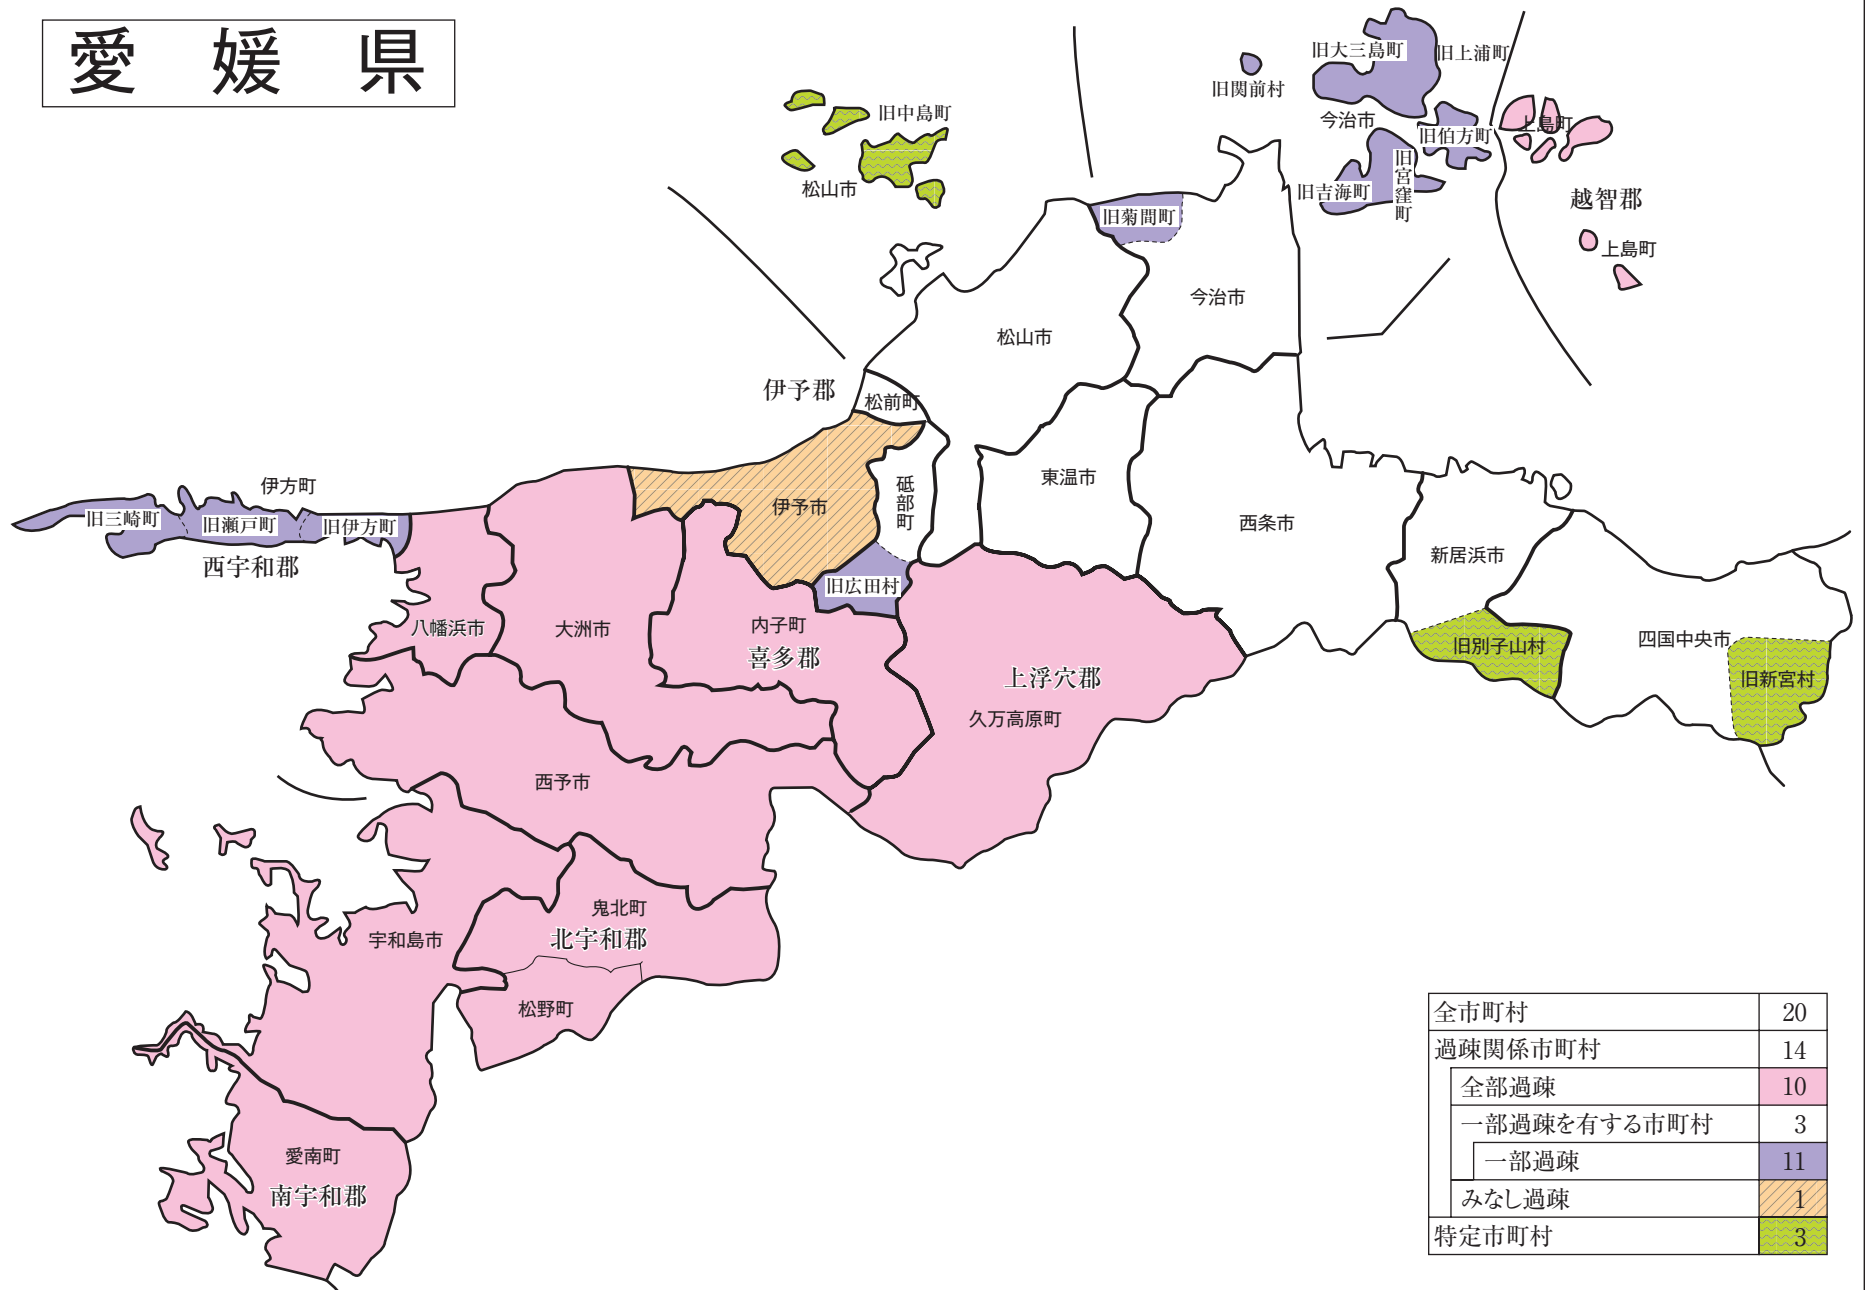 愛媛県
旧大三島町
旧上浦町
旧関前村
今治市
旧伯方町
上島町
旧中島町
松山市
旧吉海町
旧宮窪町
越智郡
上島町
旧菊間町
今治市
松山市
伊予郡
松前町
伊予市
砥部町
東温市
西条市
新居浜市
伊方町
旧三崎町
旧瀬戸町
旧伊方町
西宇和郡
旧広田村
八幡浜市
大洲市
内子町
喜多郡
上浮穴郡
久万高原町
旧別子山村
四国中央市
旧新宮村
西予市
鬼北町
北宇和郡
宇和島市
松野町
愛南町
南宇和郡
全市町村 20
過疎関係市町村 14
全部過疎 10
一部過疎を有する市町村 3
一部過疎 11
みなし過疎 1
特定市町村 3